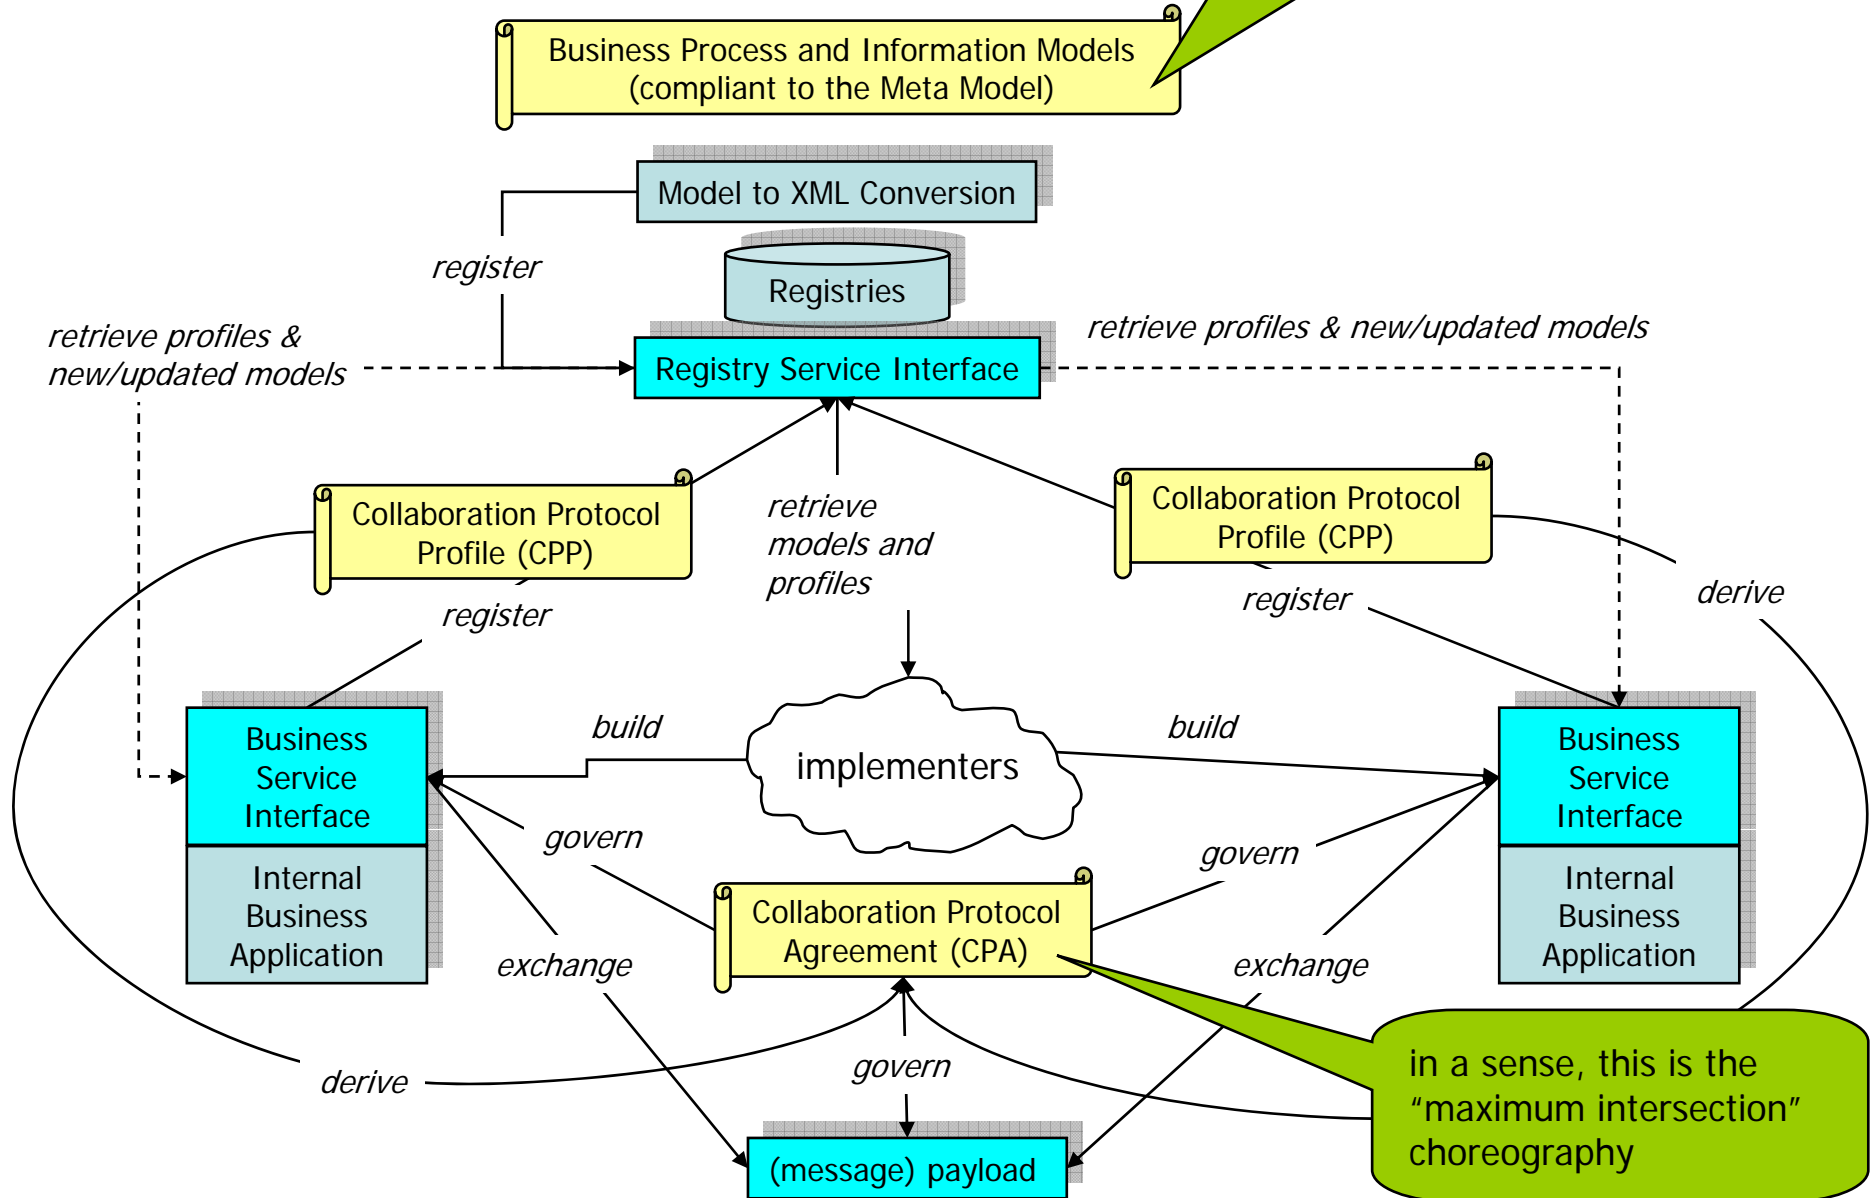 Business Process and Information Models
(compliant to the Meta Model)
Model to XML Conversion
register
Registries
retrieve profiles &
new/updated models
retrieve profiles & new/updated models
Registry Service Interface
Collaboration Protocol
Profile (CPP)
retrieve
models and
profiles
Collaboration Protocol
Profile (CPP)
register
register
derive
Business
Service
Interface
build
implementers
build
Business
Service
Interface
govern
govern
Internal
Business
Application
Collaboration Protocol
Agreement (CPA)
Internal
Business
Application
exchange
exchange
derive
govern
in a sense, this is the
“maximum intersection”
choreography
(message) payload